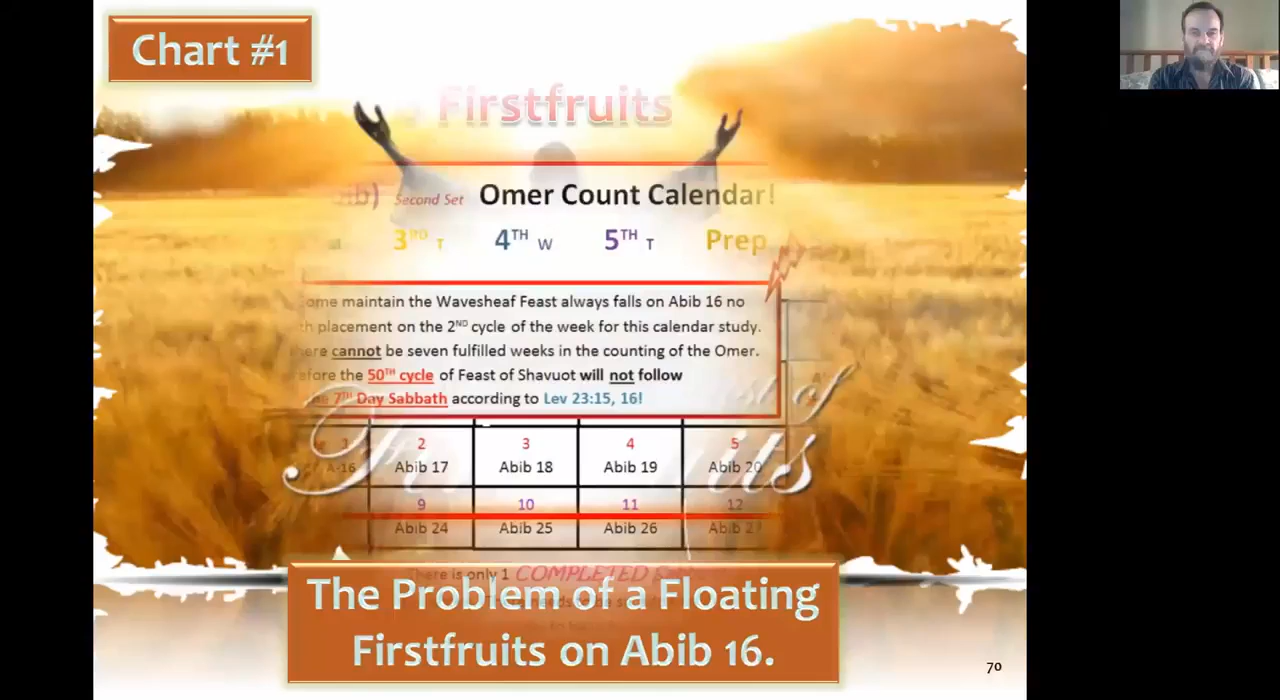 Chart #1
Firstfruits
Second Set Omer Count Calendar!
3RD T 4TH W 5TH T Prep
maintain the Wavesheaf Feast always falls on Abib 16 no
placement on the 2ND cycle of the week for this calendar study.
cannot be seven fulfilled weeks in the counting of the Omer.
the 50TH cycle of Feast of Shavuot will not follow
7TH Day Sabbath according to Lev 23:15, 16!
of
2 3 4 5
A-16 Abib 17 Abib 18 Abib 19 Abib 20
9 10 11 12
Abib 24 Abib 25 Abib 26
is only 1 COMPLETED
The Problem of a Floating
Firstfruits on Abib 16.
70